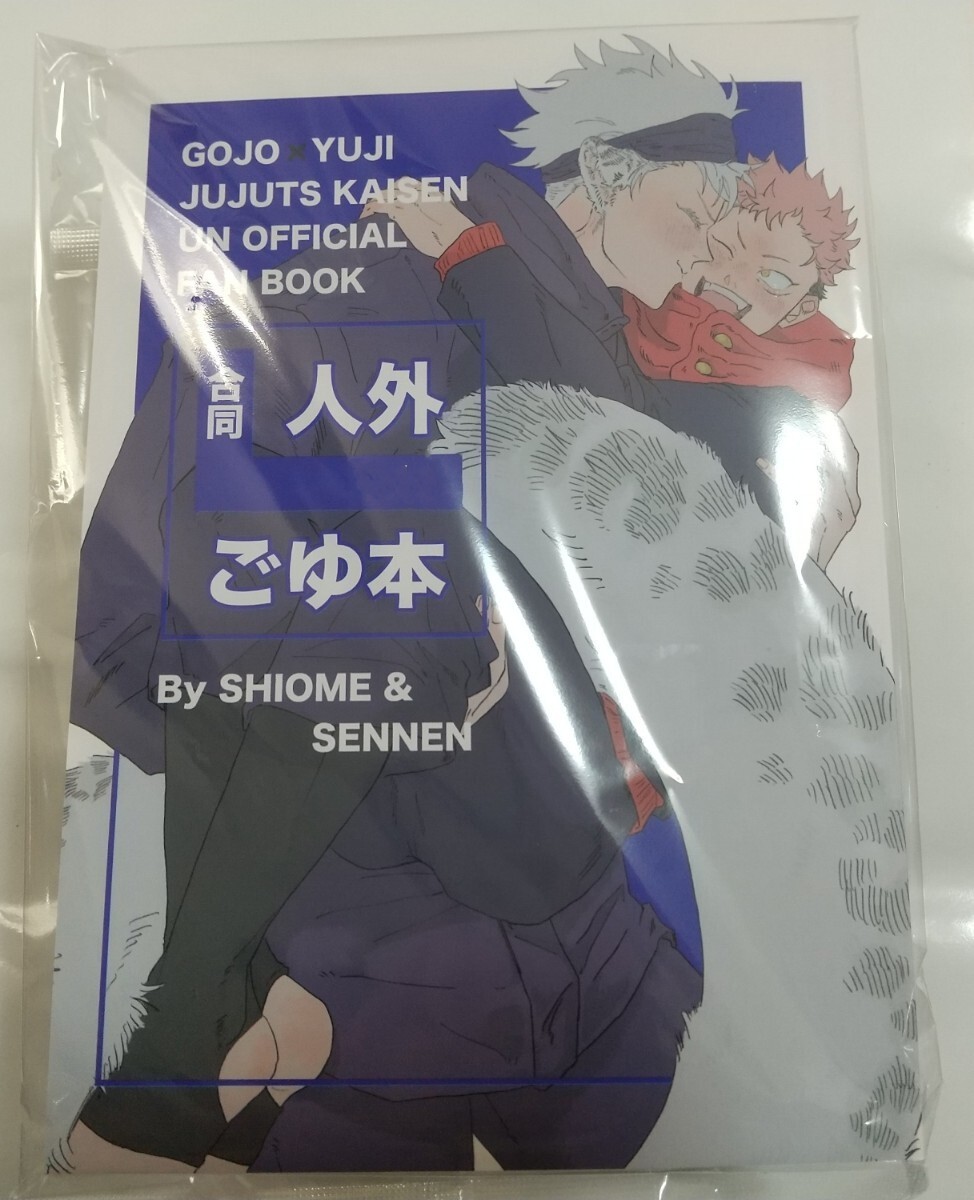 GOJO×YUJI
JUJUTS KAISEN
UN OFFICIAL
FAN BOOK
合同
人外
ごゆ本
By SHIOME &
SENNEN